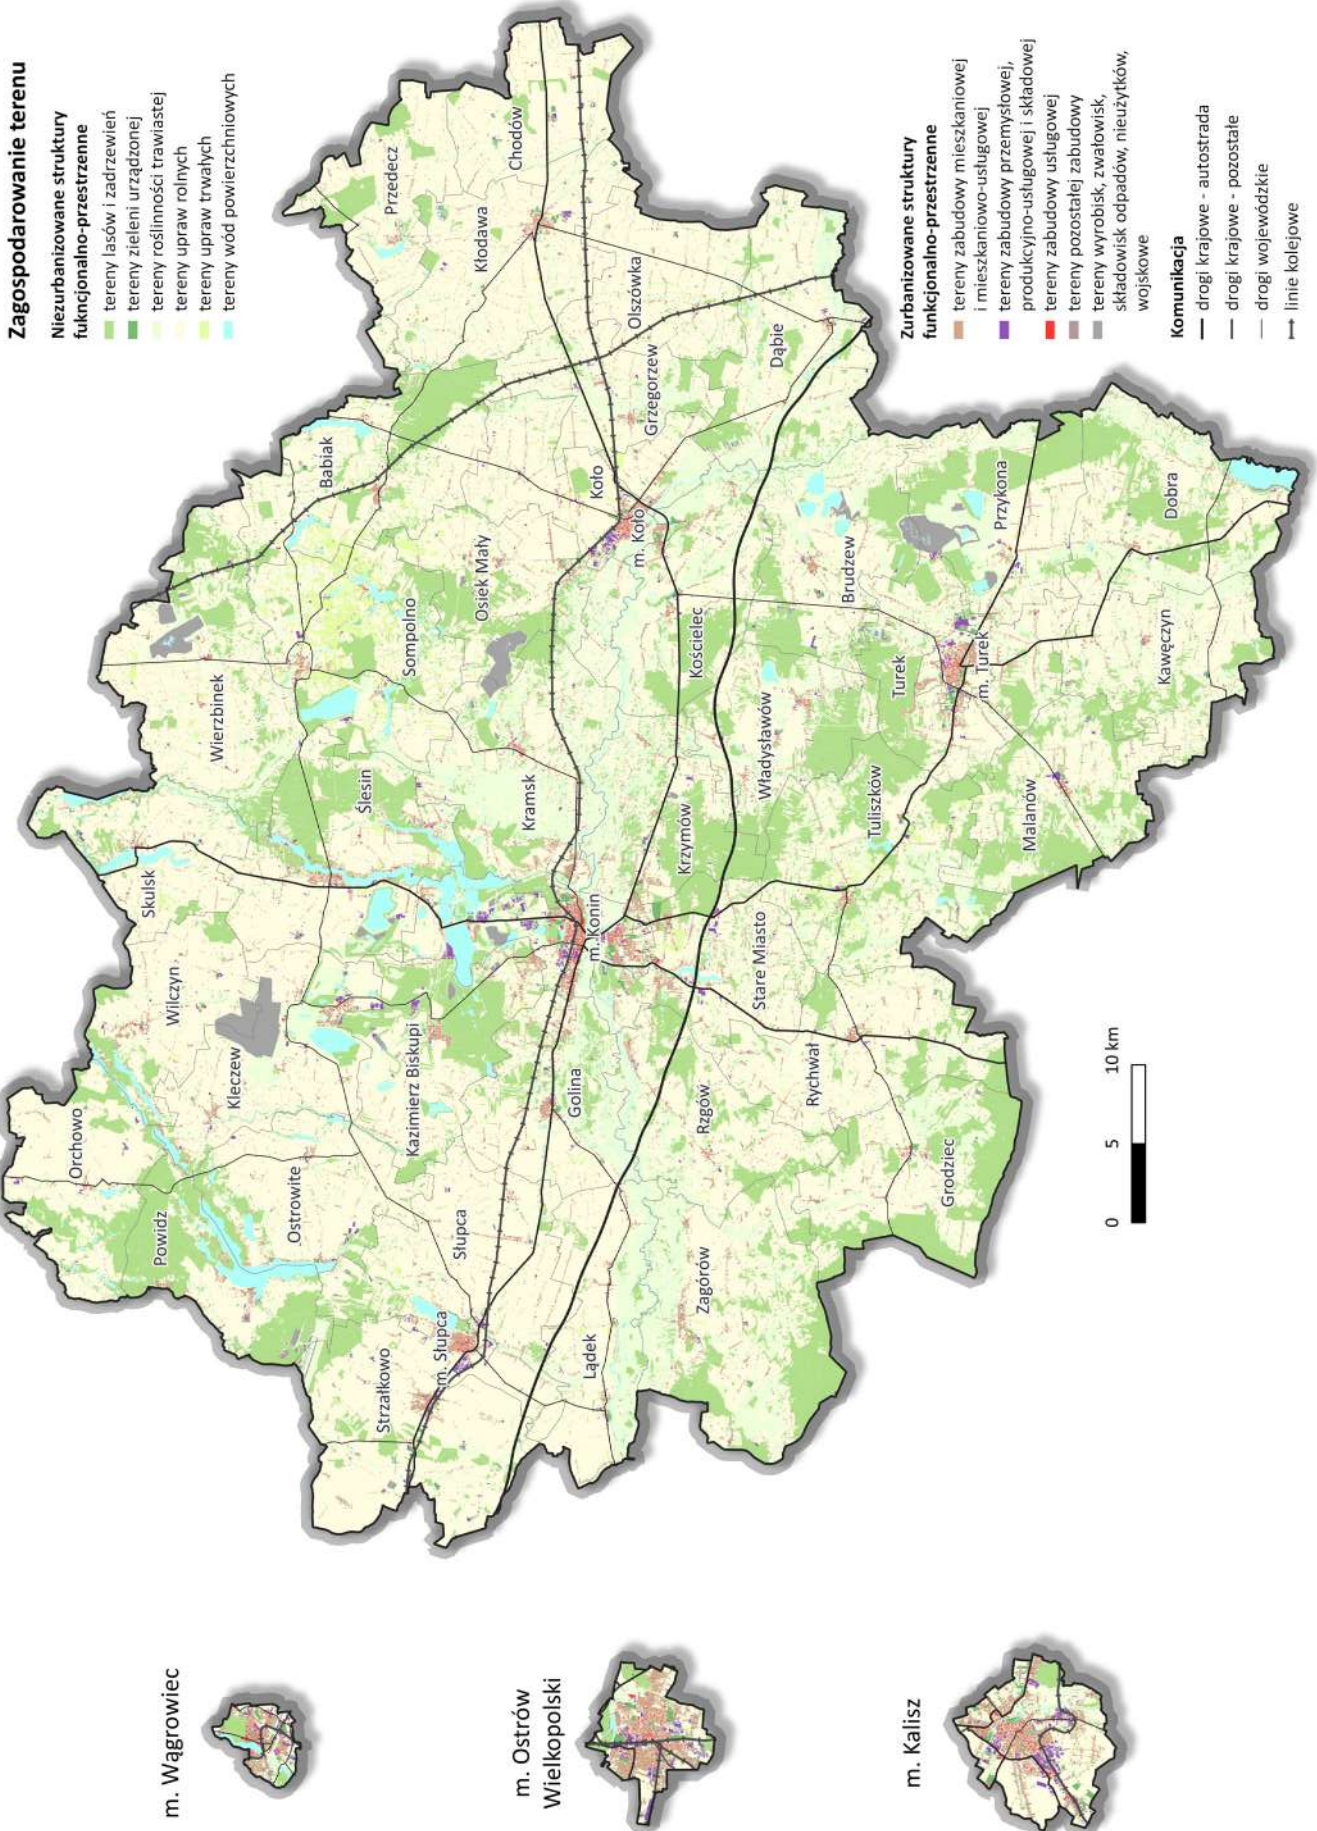 Zagospodarowanie terenu
Niezurbanizowane struktury
fukncjonalno-przestrzenne
tereny lasów i zadrzewień
tereny zieleni urządzonej
tereny roślinności trawiastej
tereny upraw rolnych
tereny upraw trwałych
tereny wód powierzchniowych
Zurbanizowane struktury
funkcjonalno-przestrzenne
tereny zabudowy mieszkaniowej
i mieszkaniowo-usługowej
tereny zabudowy przemysłowej,
produkcyjno-usługowej i składowej
tereny zabudowy usługowej
tereny pozostałej zabudowy
tereny wyrobisk, zwałowisk,
składowisk odpadów, nieużytków,
wojskowe
Komunikacja
drogi krajowe - autostrada
drogi krajowe - pozostałe
drogi wojewódzkie
linie kolejowe
m. Wągrowiec
m. Ostrów
Wielkopolski
m. Kalisz
Orchowo
Powidz
Wilczyn
Skulsk
Kleczew
Ostrowite
Wierzbinek
Babiak
Przedecz
Kłodawa
Chodów
Ślesin
Sompolno
Osiek Mały
Kazimierz Biskupi
Słupca
m. Słupca
Strzałkowo
Kramsk
Koło
m. Koło
Olszówka
Grzegorzew
Golina
m. Konin
Lądek
Dąbie
Kościelec
Krzymów
Rzgów
Zagórów
Władysławów
Stare Miasto
Rychwał
Brudzew
Turek
m. Turek
Tuliszków
Przykona
Grodziec
Malanów
Dobra
Kawęczyn
0
5
10 km